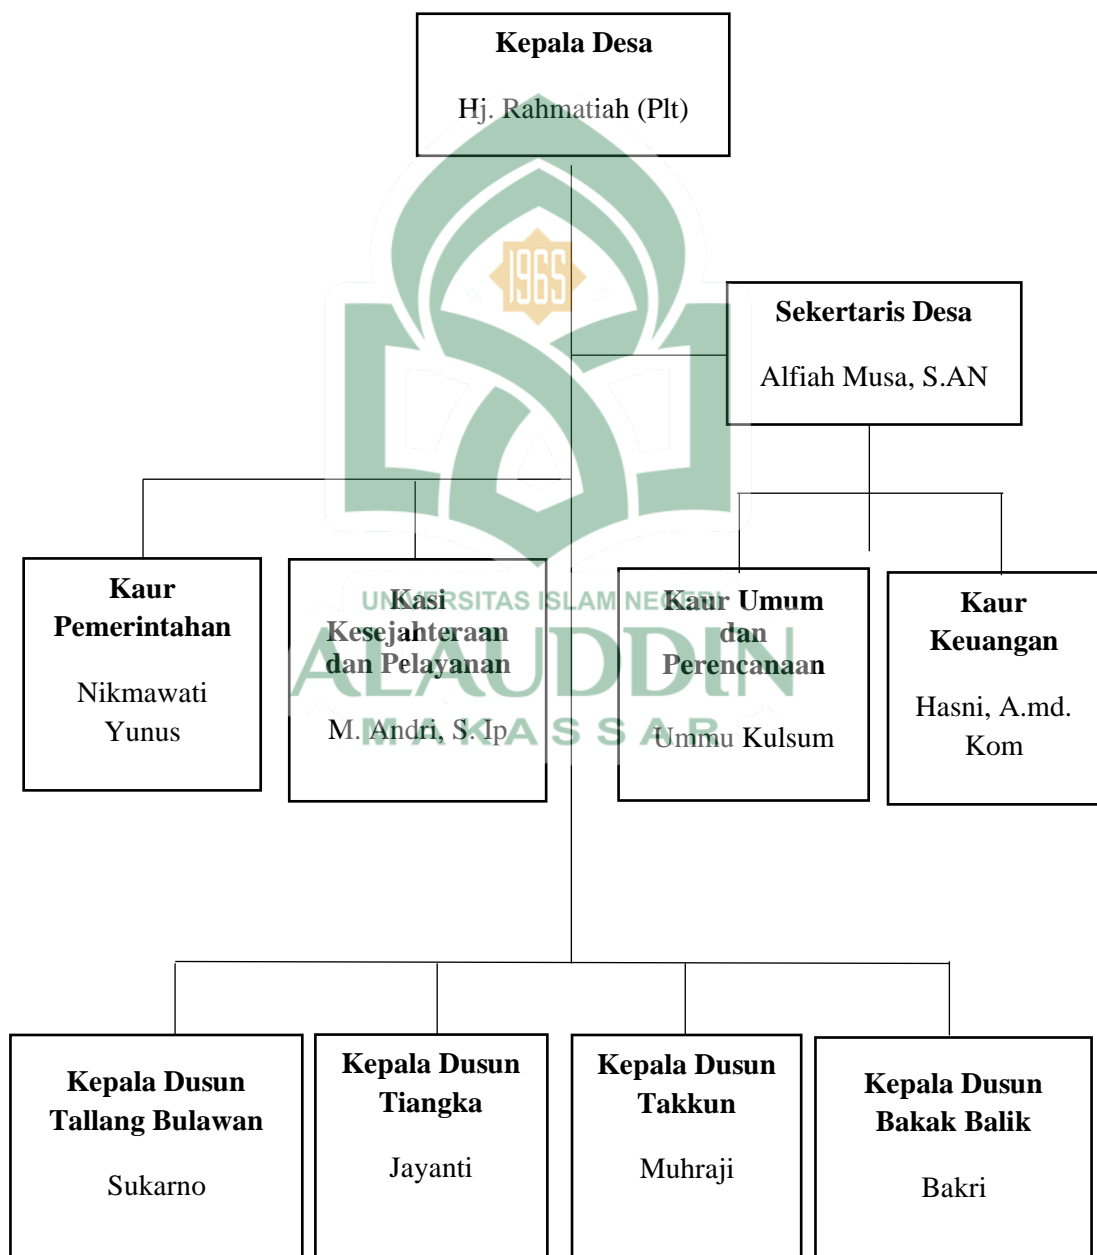 Kepala Desa
Hj. Rahmatiah (Plt)
1965
Sekertaris Desa
Alfiah Musa, S.AN
Kaur
Pemerintahan
Nikmawati
Yunus
Kasi
Kesejahteraan
dan Pelayanan
M. Andri, S. Ip
Kaur Umum
dan
Perencanaan
Ummu Kulsum
Kaur
Keuangan
Hasni, A.md.
Kom
UNIVERSITAS ISLAM NEGERI
ALAUDDIN
MAKASSAR
Kepala Dusun
Tallang Bulawan
Sukarno
Kepala Dusun
Tiangka
Jayanti
Kepala Dusun
Takkun
Muhraji
Kepala Dusun
Bakak Balik
Bakri